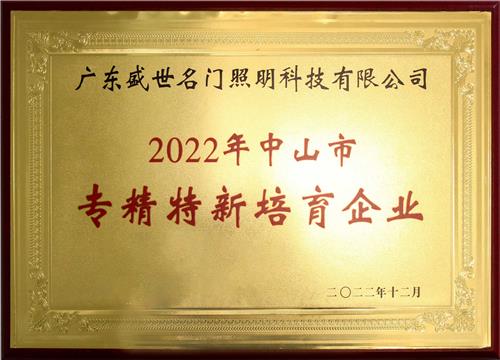 广东盛世名门照明科技有限公司
2022年中山市
专精特新培育企业
二〇二二年十二月